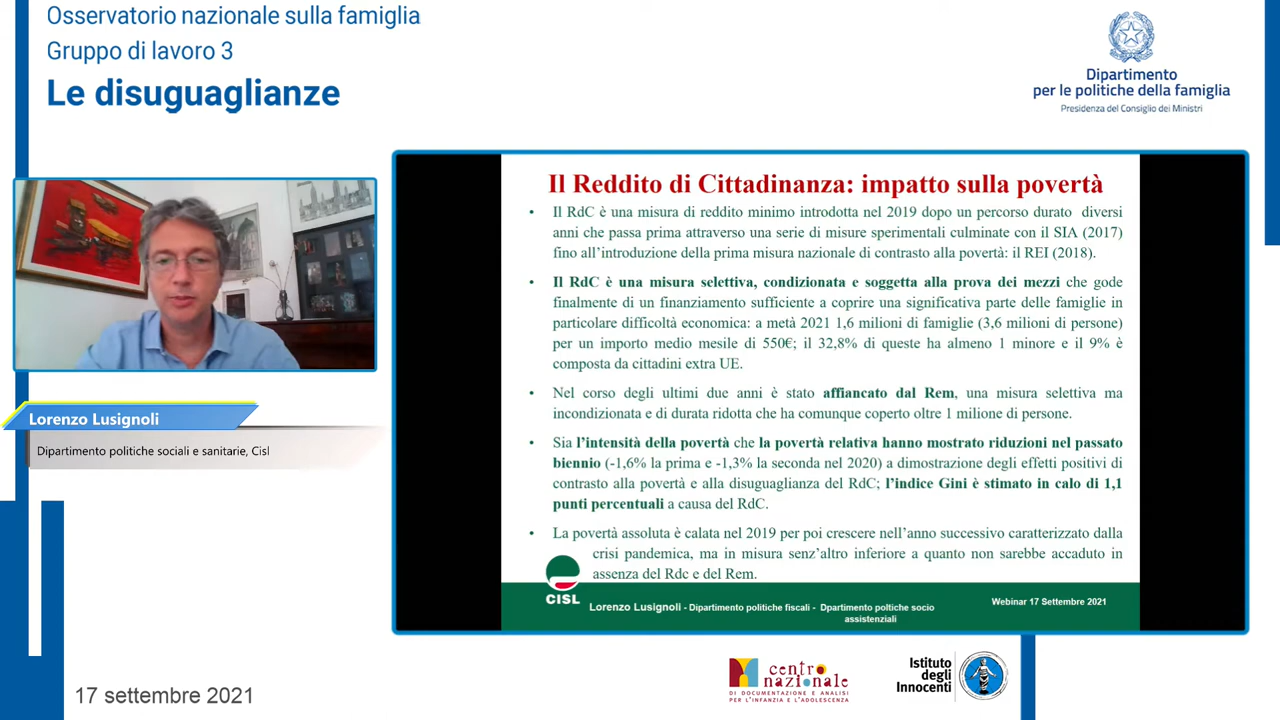 Osservatorio nazionale sulla famiglia
Gruppo di lavoro 3
Le disuguaglianze
Dipartimento
per le politiche della famiglia
Presidenza del Consiglio dei Ministri
Il Reddito di Cittadinanza: impatto sulla povertà
• Il RdC è una misura di reddito minimo introdotta nel 2019 dopo un percorso durato diversi
anni che passa prima attraverso una serie di misure sperimentali culminate con il SIA (2017)
fino all'introduzione della prima misura nazionale di contrasto alla povertà: il REI (2018).
• Il RdC è una misura selettiva, condizionata e soggetta alla prova dei mezzi che gode
finalmente di un finanziamento sufficiente a coprire una significativa parte delle famiglie in
particolare difficoltà economica: a metà 2021 1,6 milioni di famiglie (3,6 milioni di persone)
per un importo medio mesile di 550€; il 32,8% di queste ha almeno 1 minore e il 9% è
composta da cittadini extra UE.
• Nel corso degli ultimi due anni è stato affiancato dal Rem, una misura selettiva ma
incondizionata e di durata ridotta che ha comunque coperto oltre 1 milione di persone.
• Sia l'intensità della povertà che la povertà relativa hanno mostrato riduzioni nel passato
biennio (-1,6% la prima e -1,3% la seconda nel 2020) a dimostrazione degli effetti positivi di
contrasto alla povertà e alla disuguaglianza del RdC; l'indice Gini è stimato in calo di 1,1
punti percentuali a causa del RdC.
• La povertà assoluta è calata nel 2019 per poi crescere nell'anno successivo caratterizzato dalla
crisi pandemica, ma in misura senz'altro inferiore a quanto non sarebbe accaduto in
assenza del Rdc e del Rem.
CISL
Lorenzo Lusignoli - Dipartimento politiche fiscali - Dpartimento poltiche socio
assistenziali
Webinar 17 Settembre 2021
Lorenzo Lusignoli
Dipartimento politiche sociali e sanitarie, Cisl
17 settembre 2021
centro
nazionale
DI DOCUMENTAZIONE E ANALISI
PER L'INFANZIA E L'ADOLESCENZA
Istituto
degli
Innocenti